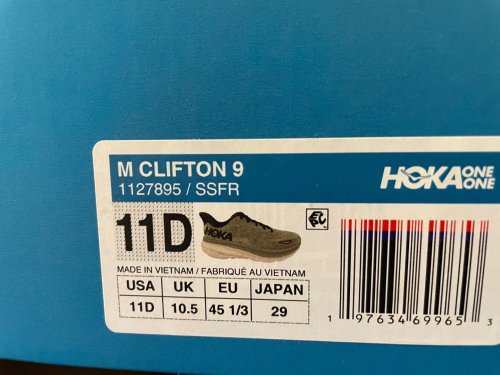 M CLIFTON 9
1127895 / SSFR
HOKA ONE ONE
11D
HOKA
MADE IN VIETNAM / FABRIQUÉ AU VIETNAM
USA UK EU JAPAN
11D 10.5 45 1/3 29
1 97634 69965 3